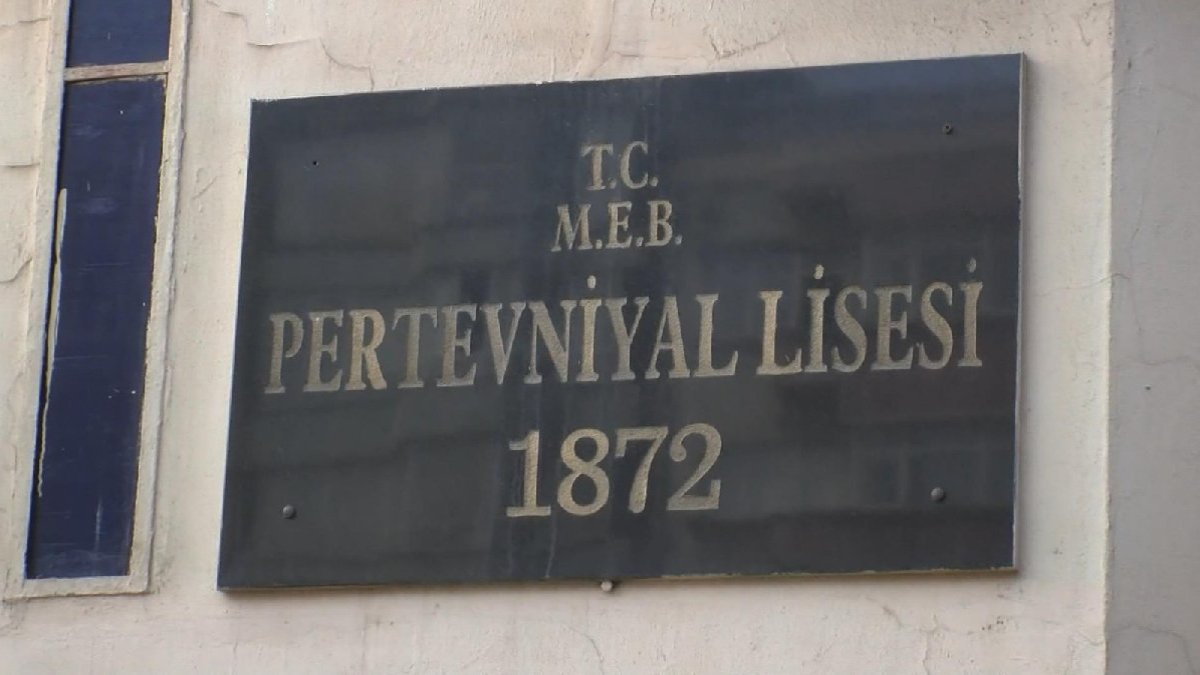 T.C.
M.E.B.
PERTEVNİYAL LİSESİ
1872